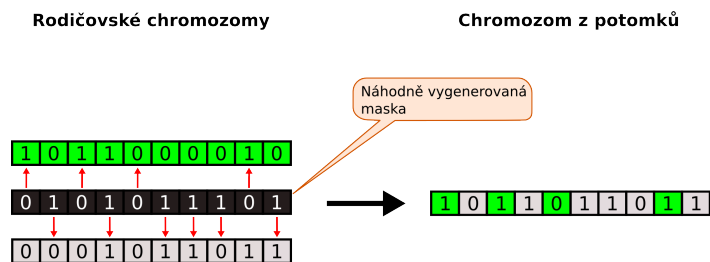 Rodičovské chromozomy
Chromozom z potomků
Náhodně vygenerovaná
maska
1 0 1 1 0 0 0 0 1 0
0 1 0 1 0 1 1 1 0 1
1 0 1 1 0 1 1 0 1 1
0 0 0 1 0 1 1 0 1 1